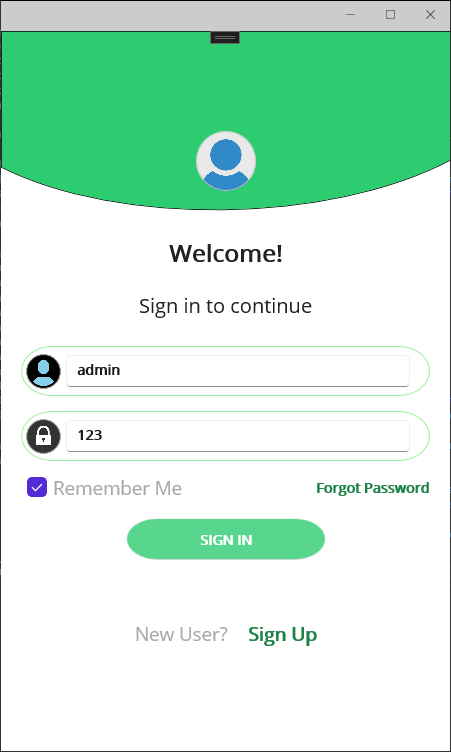 Welcome!
Sign in to continue
admin
123
Remember Me
Forgot Password
SIGN IN
New User?
Sign Up